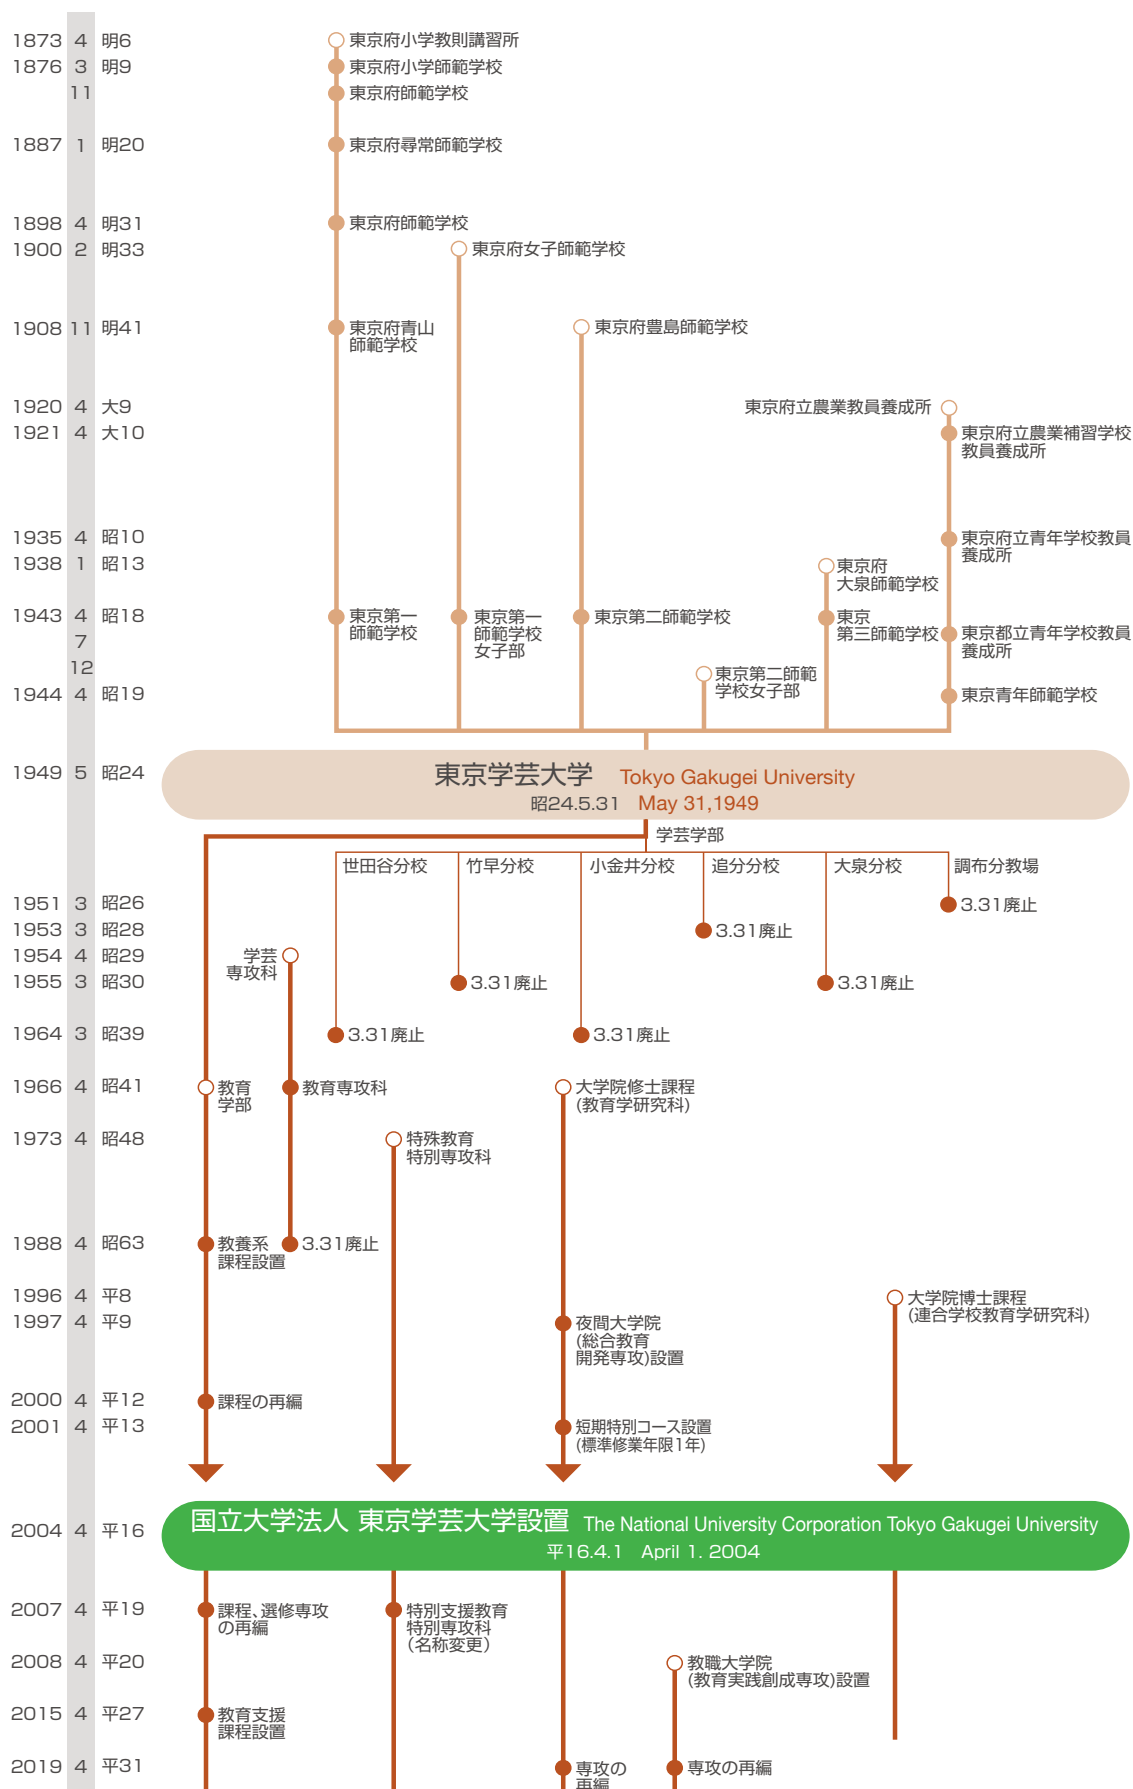 1873 4 明6 東京府小学教則講習所
1876 3 明9 東京府小学師範学校
11 東京府師範学校
1887 1 明20 東京府尋常師範学校
1898 4 明31 東京府師範学校
1900 2 明33 東京府女子師範学校
1908 11 明41 東京府青山 東京府豊島師範学校
師範学校
1920 4 大9 東京府立農業教員養成所
1921 4 大10 東京府立農業補習学校
教員養成所
1935 4 昭10 東京府立青年学校教員
養成所
1938 1 昭13 東京府
大泉師範学校
1943 4 昭18 東京第一 東京第一 東京第二師範学校 東京
師範学校 師範学校 第三師範学校 東京都立青年学校教員
7 女子部 養成所
12 東京第二師範
学校女子部
1944 4 昭19 東京青年師範学校
1949 5 昭24 東京学芸大学 Tokyo Gakugei University
昭24.5.31 May 31,1949
学芸学部
世田谷分校 竹早分校 小金井分校 追分分校 大泉分校 調布分教場
1951 3 昭26 3.31廃止
1953 3 昭28 3.31廃止
1954 4 昭29 学芸
専攻科
1955 3 昭30 3.31廃止 3.31廃止
1964 3 昭39 3.31廃止 3.31廃止
1966 4 昭41 教育 教育専攻科 大学院修士課程
学部 (教育学研究科)
1973 4 昭48 特殊教育
特別専攻科
1988 4 昭63 教養系 3.31廃止
課程設置
1996 4 平8 大学院博士課程
(連合学校教育学研究科)
1997 4 平9 夜間大学院
(総合教育
開発専攻)設置
2000 4 平12 課程の再編
2001 4 平13 短期特別コース設置
(標準修業年限1年)
2004 4 平16 国立大学法人 東京学芸大学設置 The National University Corporation Tokyo Gakugei University
平16.4.1 April 1. 2004
2007 4 平19 課程、選修専攻 特別支援教育
の再編 特別専攻科
(名称変更)
2008 4 平20 教職大学院
(教育実践創成専攻)設置
2015 4 平27 教育支援
課程設置
2019 4 平31 専攻の 専攻の再編
再編